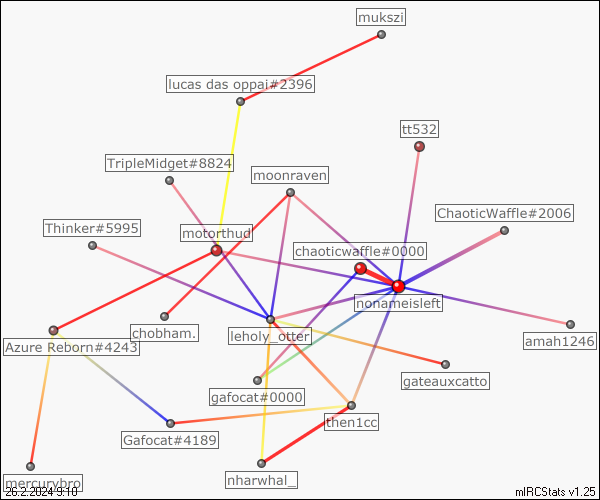 mukszi
lucas das oppai#2396
tt532
TripleMidget#8824
moonraven
ChaoticWaffle#2006
Thinker#5995
motorthud
chaoticwaffle#0000
nonameisleft
chobham.
leholy_otter
amah1246
Azure Reborn#4243
gateauxcatto
gafocat#0000
then1cc
Gafocat#4189
nharwhal_
mercurybro
26.2.2024 9:10
mIRCStats v1.25